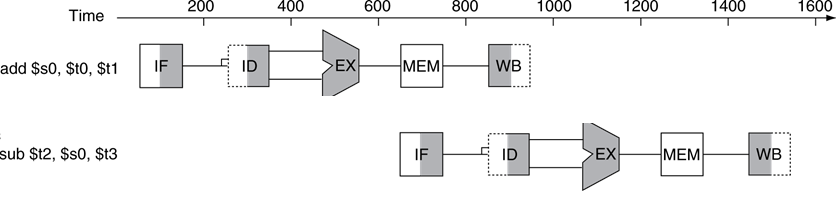 Time 200 400 600 800 1000 1200 1400 1600
add $s0, $t0, $t1 IF ID EX MEM WB
sub $t2, $s0, $t3 IF ID EX MEM WB